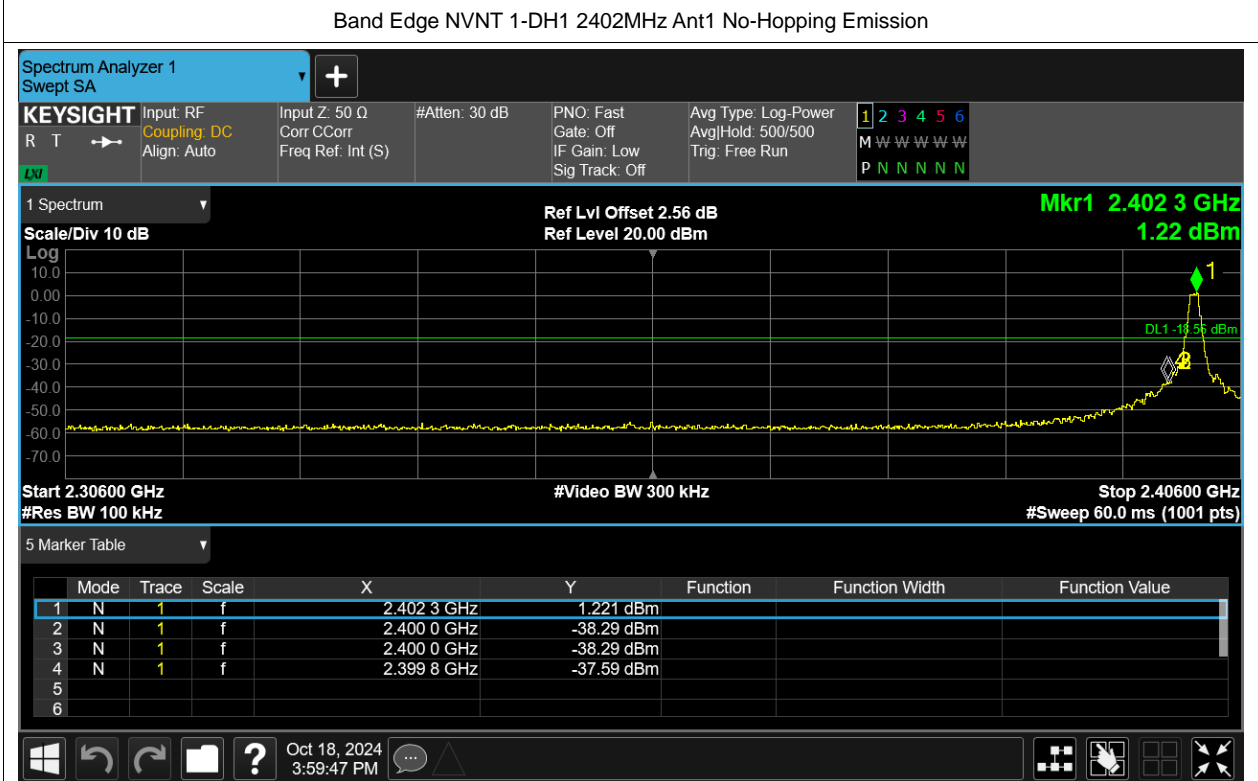 Band Edge NVNT 1-DH1 2402MHz Ant1 No-Hopping Emission
Spectrum Analyzer 1
Swept SA
+
KEYSIGHT Input: RF Input Z: 50 Ω #Atten: 30 dB PNO: Fast Avg Type: Log-Power 1 2 3 4 5 6
R T Coupling: DC Corr CCorr Gate: Off Avg|Hold: 500/500 M W W W W W
Align: Auto Freq Ref: Int (S) IF Gain: Low Trig: Free Run
LXI Sig Track: Off P N N N N N
1 Spectrum
Scale/Div 10 dB
Ref Lvl Offset 2.56 dB
Ref Level 20.00 dBm
Mkr1 2.402 3 GHz
1.22 dBm
Log
10.0
0.00
-10.0
-20.0
-30.0
-40.0
-50.0
-60.0
-70.0
1
DL1 -18.56 dBm
Start 2.30600 GHz #Video BW 300 kHz Stop 2.40600 GHz
#Res BW 100 kHz #Sweep 60.0 ms (1001 pts)
5 Marker Table
Mode Trace Scale X Y Function Function Width Function Value
1 N 1 f 2.402 3 GHz 1.221 dBm
2 N 1 f 2.400 0 GHz -38.29 dBm
3 N 1 f 2.400 0 GHz -38.29 dBm
4 N 1 f 2.399 8 GHz -37.59 dBm
5
6
? Oct 18, 2024
3:59:47 PM